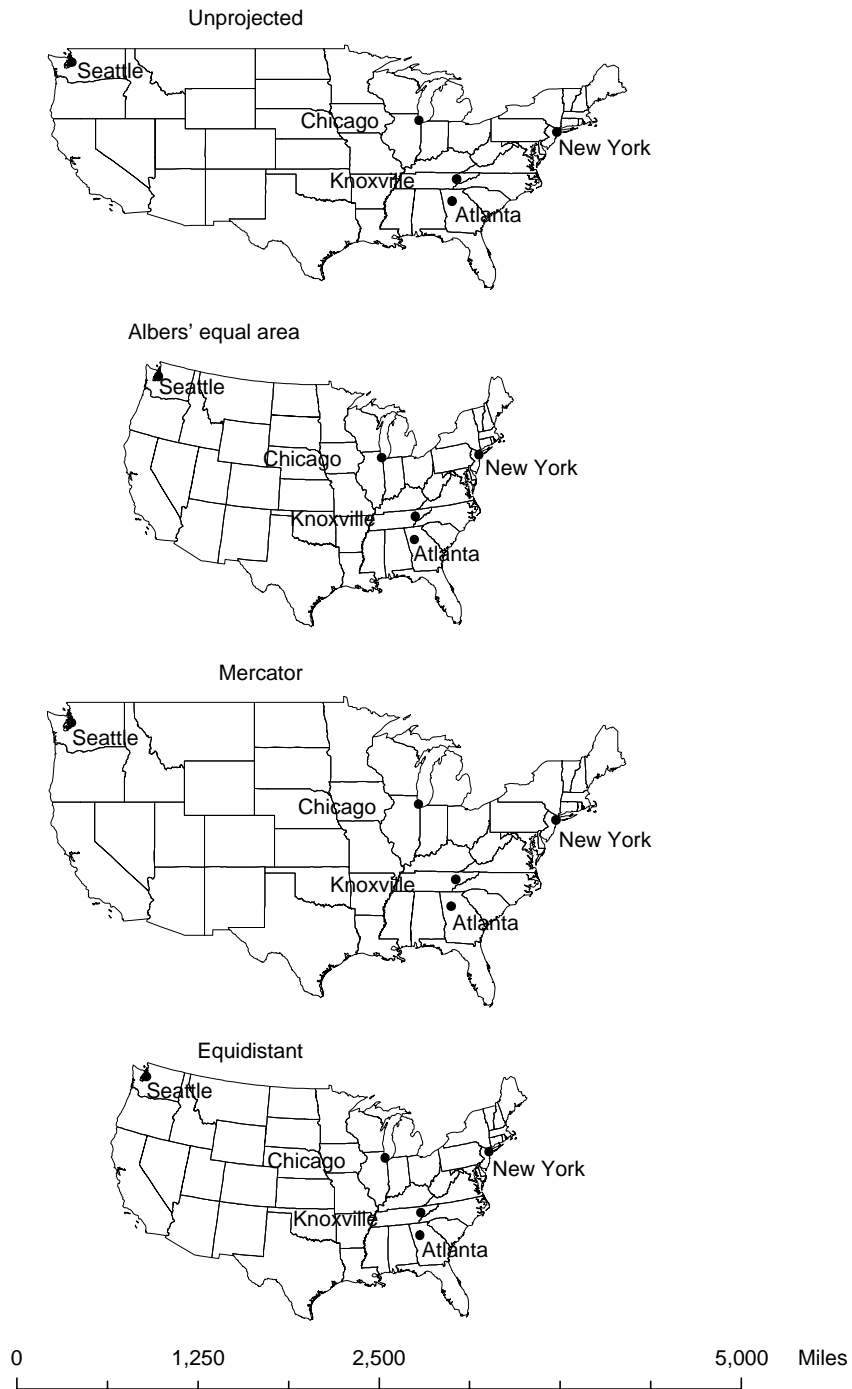 Unprojected
Seattle
Chicago
New York
Knoxville
Atlanta
Albers’ equal area
Seattle
Chicago
New York
Knoxville
Atlanta
Mercator
Seattle
Chicago
New York
Knoxville
Atlanta
Equidistant
Seattle
Chicago
New York
Knoxville
Atlanta
0 1,250 2,500 5,000 Miles